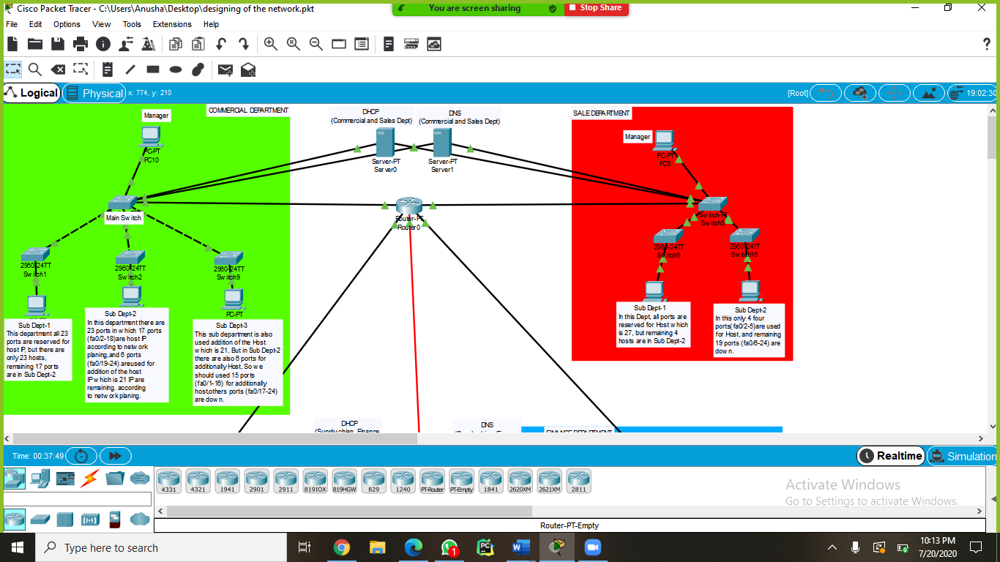 Cisco Packet Tracer - C:\Users\Anusha\Desktop\designing of the network.pkt
You are screen sharing
Stop Share
File Edit Options View Tools Extensions Help
?
Logical
Physical
x: 774, y: 210
[Root]
19:02:30
COMMERCIAL DEPARTMENT
Manager
PC-PT
PC10
Main Switch
2960-24TT
Switch1
2960-24TT
Switch2
2960-24TT
Switch9
PC-PT
Sub Dept-1
This department all 23
ports are reserved for
host IP, but there are
only 23 hosts,
remaining 17 ports
are in Sub Dept-2
Sub Dept-2
In this department there are
23 ports in which 17 ports
(fa0/2-18)are host IP
according to network
planing,and 6 ports
(fa0/19-24) areused for
addition of the host
IP which is 21 IP are
remaining. according
to network planing.
Sub Dept-3
This sub department is also
used addition of the Host
which is 21, But in Sub Dept-2
there are also 6 ports for
additionally Host, So we
should used 15 ports
(fa0/1-16) for additionally
host,others ports (fa0/17-24)
are down.
DHCP
(Commercial and Sales Dept)
DNS
(Commercial and Sales Dept)
Server-PT
Server0
Server-PT
Server1
Router-PT
Router0
SALE DEPARTMENT
Manager
PC-PT
Switch-PT
2960-24TT
Switch6
2960-24TT
Switch16
Sub Dept-1
In this Dept, all ports are
reserved for Host which
is 27, but remaining 4
hosts are in Sub Dept-2
Sub Dept-2
In this only 4 four
ports(fa0/2-5)are used
for Host, and remaining
19 ports (fa0/6-24) are
down.
DHCP
(Supply chian, Finance
DNS
FINANCE DEPARTMENT
Time: 00:37:49
Realtime
Simulation
4331 4321 1941 2901 2911 819IOX 819HGW 829 1240 PT-Router PT-Empty 1841 2620XM 2621XM 2811
Activate Windows
Go to Settings to activate Windows.
Router-PT-Empty
Type here to search
PC
W
1
10:13 PM
7/20/2020